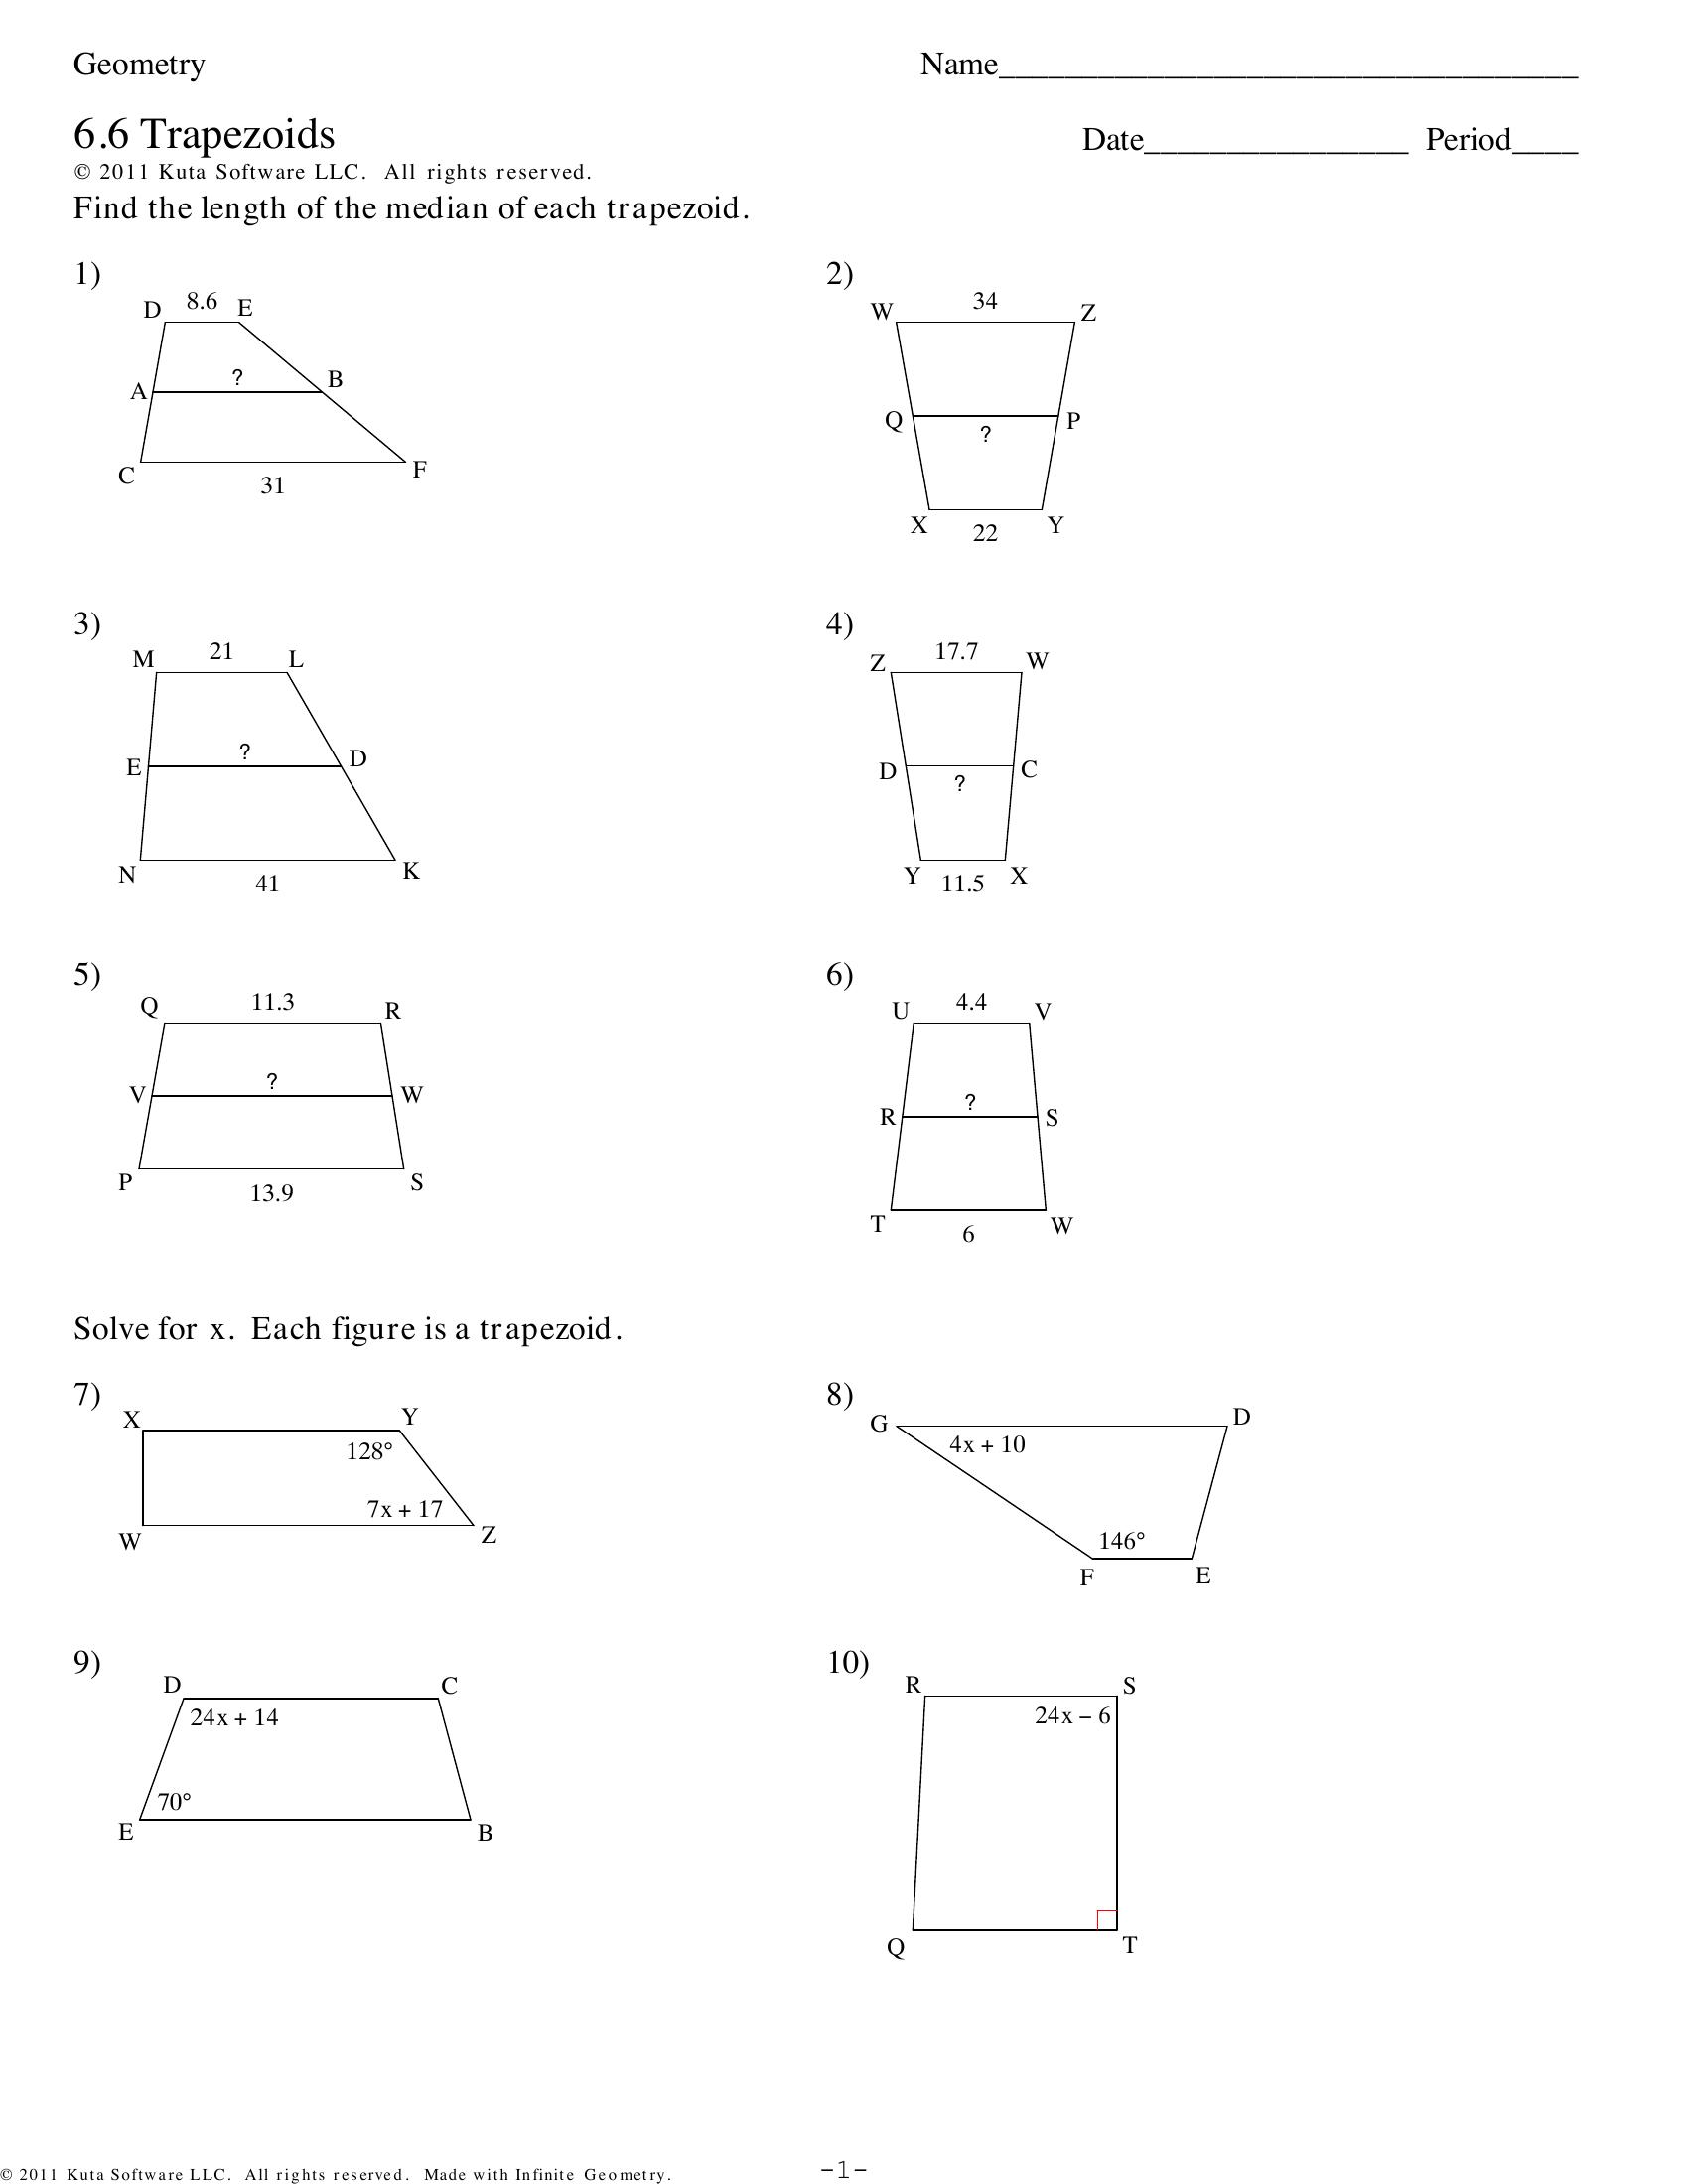 Geometry
Name___________________________________
6.6 Trapezoids
Date________________ Period____
© 2011 Kuta Software LLC. All rights reserved.
Find the length of the median of each trapezoid.
1)
D 8.6 E
A ? B
C F
31
2)
34
W Z
Q P
?
X Y
22
3)
21
M L
E ? D
N K
41
4)
17.7
Z W
D C
?
Y 11.5 X
5)
11.3
Q R
V ? W
P S
13.9
6)
U 4.4 V
R ? S
T W
6
Solve for x. Each figure is a trapezoid.
7)
X Y
128°
7x + 17
W Z
8)
G D
4x + 10
146°
F E
9)
D C
24x + 14
70°
E B
10)
R S
24x − 6
Q T
© 2011 Kuta Software LLC. All rights reserved. Made with Infinite Geometry.
-1-